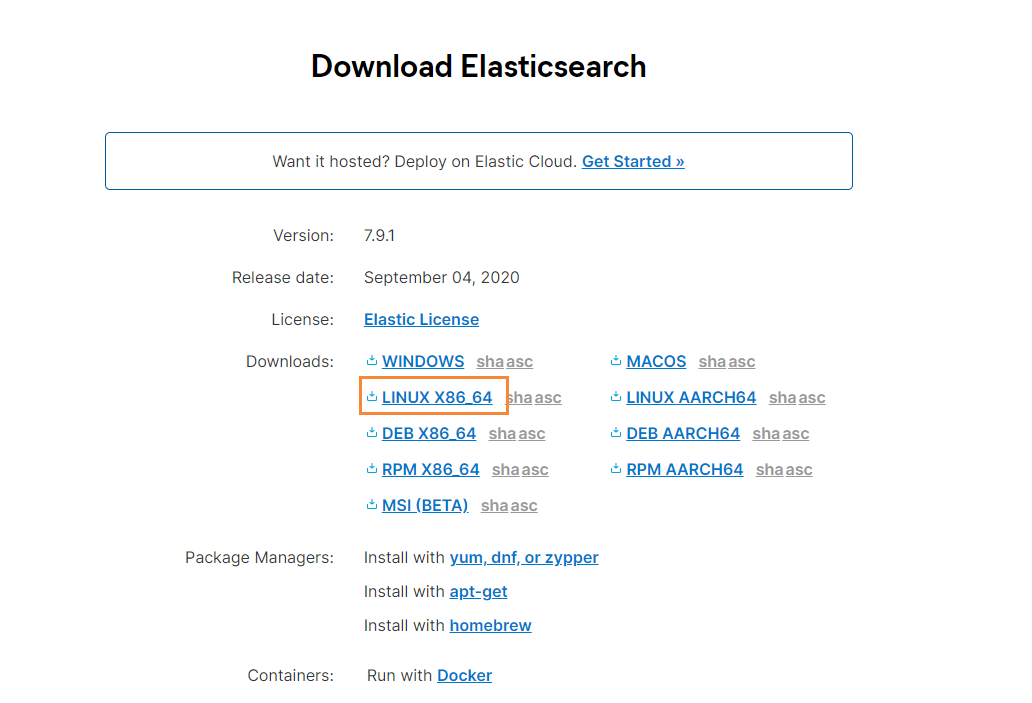 Download Elasticsearch
Want it hosted? Deploy on Elastic Cloud. Get Started »
Version: 7.9.1
Release date: September 04, 2020
License: Elastic License
Downloads: WINDOWS sha asc MACOS sha asc
LINUX X86_64 sha asc LINUX AARCH64 sha asc
DEB X86_64 sha asc DEB AARCH64 sha asc
RPM X86_64 sha asc RPM AARCH64 sha asc
MSI (BETA) sha asc
Package Managers: Install with yum, dnf, or zypper
Install with apt-get
Install with homebrew
Containers: Run with Docker